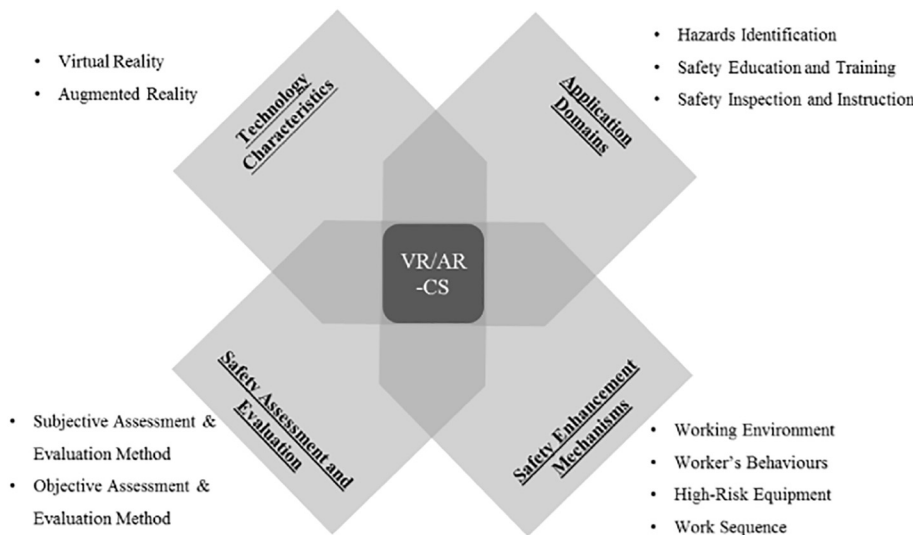 • Virtual Reality
• Augmented Reality
Technology
Characteristics
• Hazards Identification
• Safety Education and Training
• Safety Inspection and Instruction
Application
Domains
VR/AR
-CS
Safety Assessment and
Evaluation
• Subjective Assessment &
Evaluation Method
• Objective Assessment &
Evaluation Method
Safety Enhancement
Mechanisms
• Working Environment
• Worker's Behaviours
• High-Risk Equipment
• Work Sequence